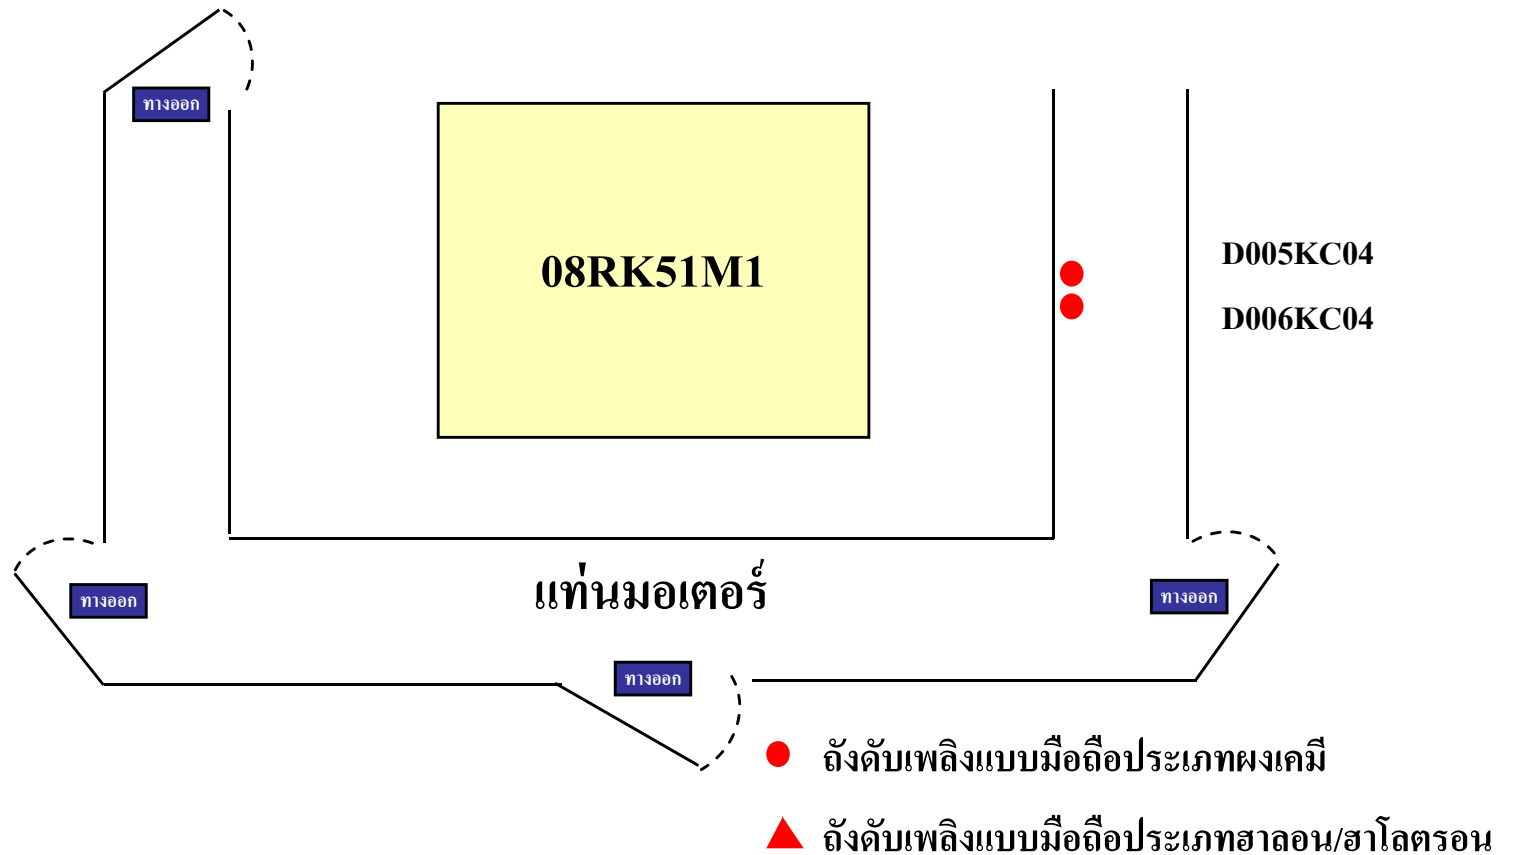 ทางออก
08RK51M1
D005KC04
D006KC04
แท่นมอเตอร์
ทางออก
ทางออก
ทางออก
ถังดับเพลิงแบบมือถือประเภทผงเคมี
ถังดับเพลิงแบบมือถือประเภทฮาลอน/ฮาโลตรอน